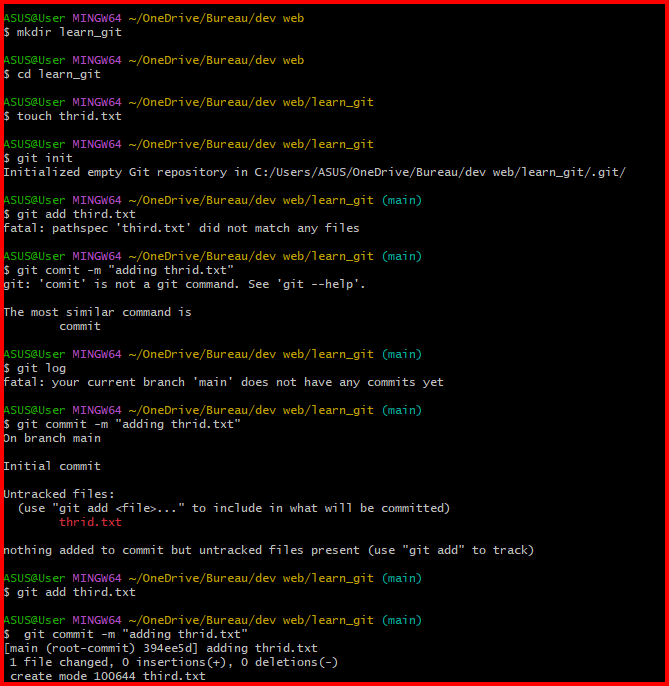 ASUS@User MINGW64 ~/OneDrive/Bureau/dev web
$ mkdir learn_git
ASUS@User MINGW64 ~/OneDrive/Bureau/dev web
$ cd learn_git
ASUS@User MINGW64 ~/OneDrive/Bureau/dev web/learn_git
$ touch thrid.txt
ASUS@User MINGW64 ~/OneDrive/Bureau/dev web/learn_git
$ git init
Initialized empty Git repository in C:/Users/ASUS/OneDrive/Bureau/dev web/learn_git/.git/
ASUS@User MINGW64 ~/OneDrive/Bureau/dev web/learn_git (main)
$ git add third.txt
fatal: pathspec 'third.txt' did not match any files
ASUS@User MINGW64 ~/OneDrive/Bureau/dev web/learn_git (main)
$ git comit -m "adding thrid.txt"
git: 'comit' is not a git command. See 'git --help'.
The most similar command is
commit
ASUS@User MINGW64 ~/OneDrive/Bureau/dev web/learn_git (main)
$ git log
fatal: your current branch 'main' does not have any commits yet
ASUS@User MINGW64 ~/OneDrive/Bureau/dev web/learn_git (main)
$ git commit -m "adding thrid.txt"
On branch main
Initial commit
Untracked files:
(use "git add <file>..." to include in what will be committed)
thrid.txt
nothing added to commit but untracked files present (use "git add" to track)
ASUS@User MINGW64 ~/OneDrive/Bureau/dev web/learn_git (main)
$ git add thrid.txt
ASUS@User MINGW64 ~/OneDrive/Bureau/dev web/learn_git (main)
$  git commit -m "adding thrid.txt"
[main (root-commit) 394ee5d] adding thrid.txt
1 file changed, 0 insertions(+), 0 deletions(-)
create mode 100644 thrid.txt